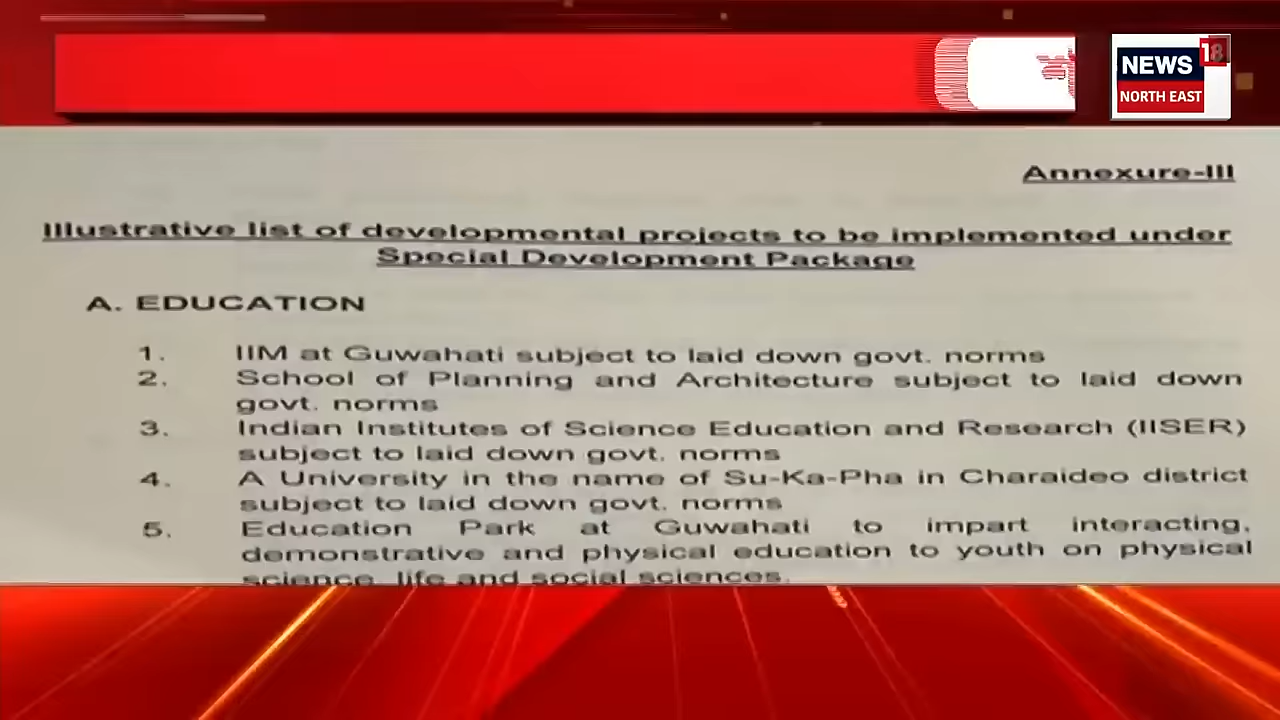 NEWS 18
NORTH EAST
Annexure-III
Illustrative list of developmental projects to be implemented under
Special Development Package
A. EDUCATION
1. IIM at Guwahati subject to laid down govt. norms
2. School of Planning and Architecture subject to laid down
govt. norms
3. Indian Institutes of Science Education and Research (IISER)
subject to laid down govt. norms
4. A University in the name of Su-Ka-Pha in Charaideo district
subject to laid down govt. norms
5. Education Park at Guwahati to impart interacting,
demonstrative and physical education to youth on physical
science, life and social sciences.